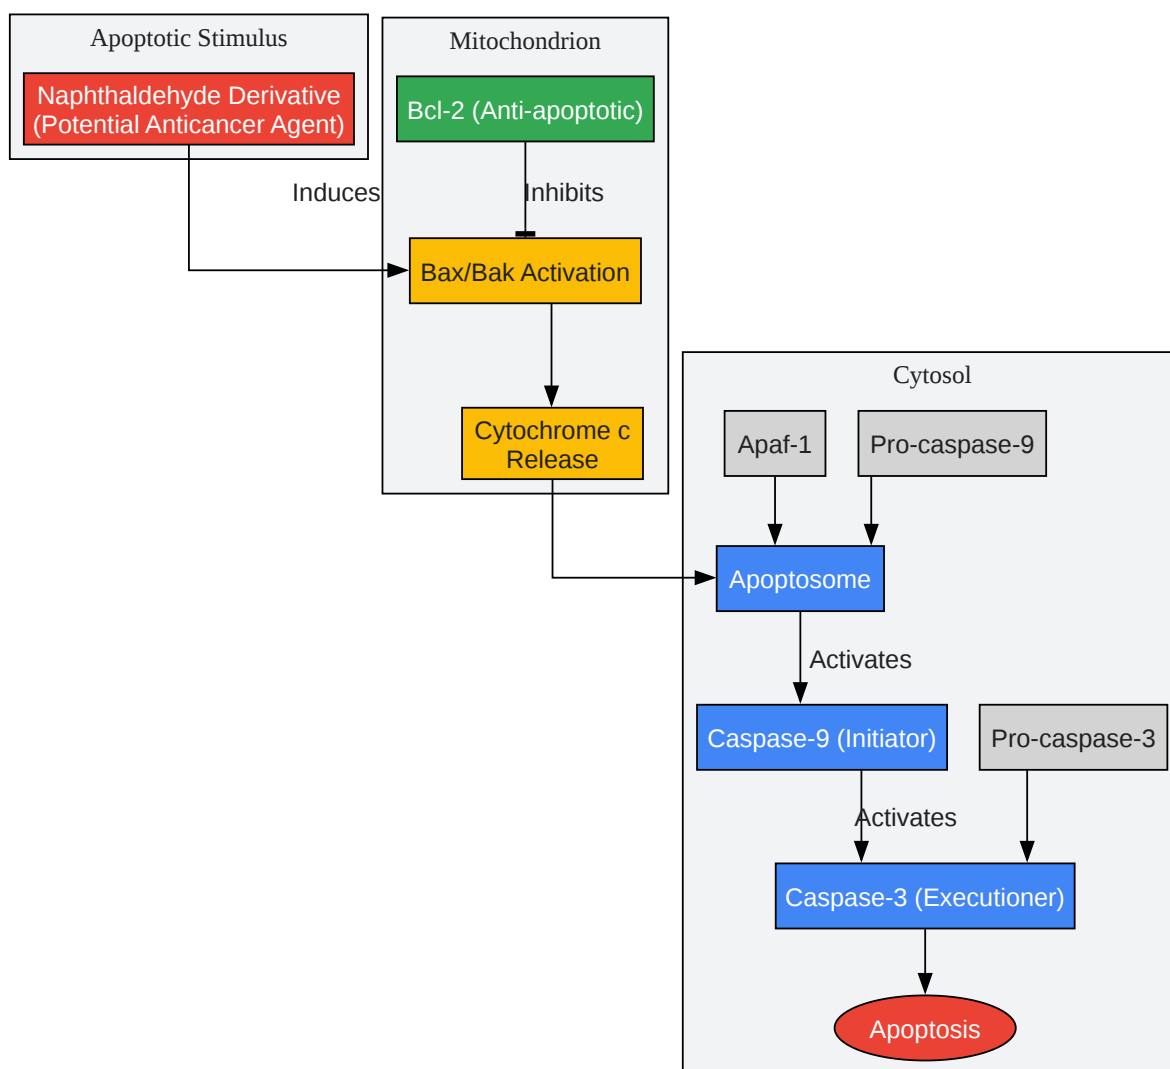 Apoptotic Stimulus
Naphthaldehyde Derivative
(Potential Anticancer Agent)
Mitochondrion
Bcl-2 (Anti-apoptotic)
Induces
Inhibits
Bax/Bak Activation
Cytochrome c
Release
Cytosol
Apaf-1
Pro-caspase-9
Apoptosome
Activates
Caspase-9 (Initiator)
Pro-caspase-3
Activates
Caspase-3 (Executioner)
Apoptosis